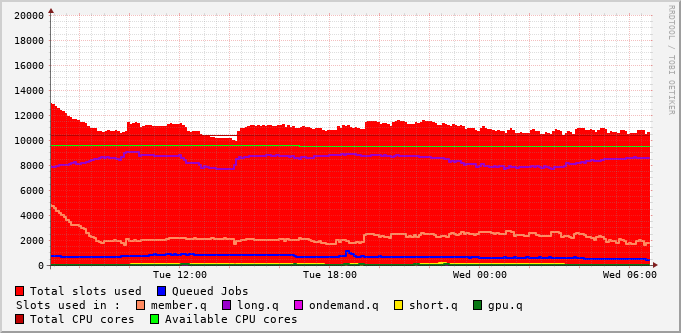 20000
18000
16000
14000
12000
10000
8000
6000
4000
2000
0
Tue 12:00 Tue 18:00 Wed 00:00 Wed 06:00
RRDTOOL / TOBI OETIKER
Total slots used Queued Jobs
Slots used in : member.q long.q ondemand.q short.q gpu.q
Total CPU cores Available CPU cores